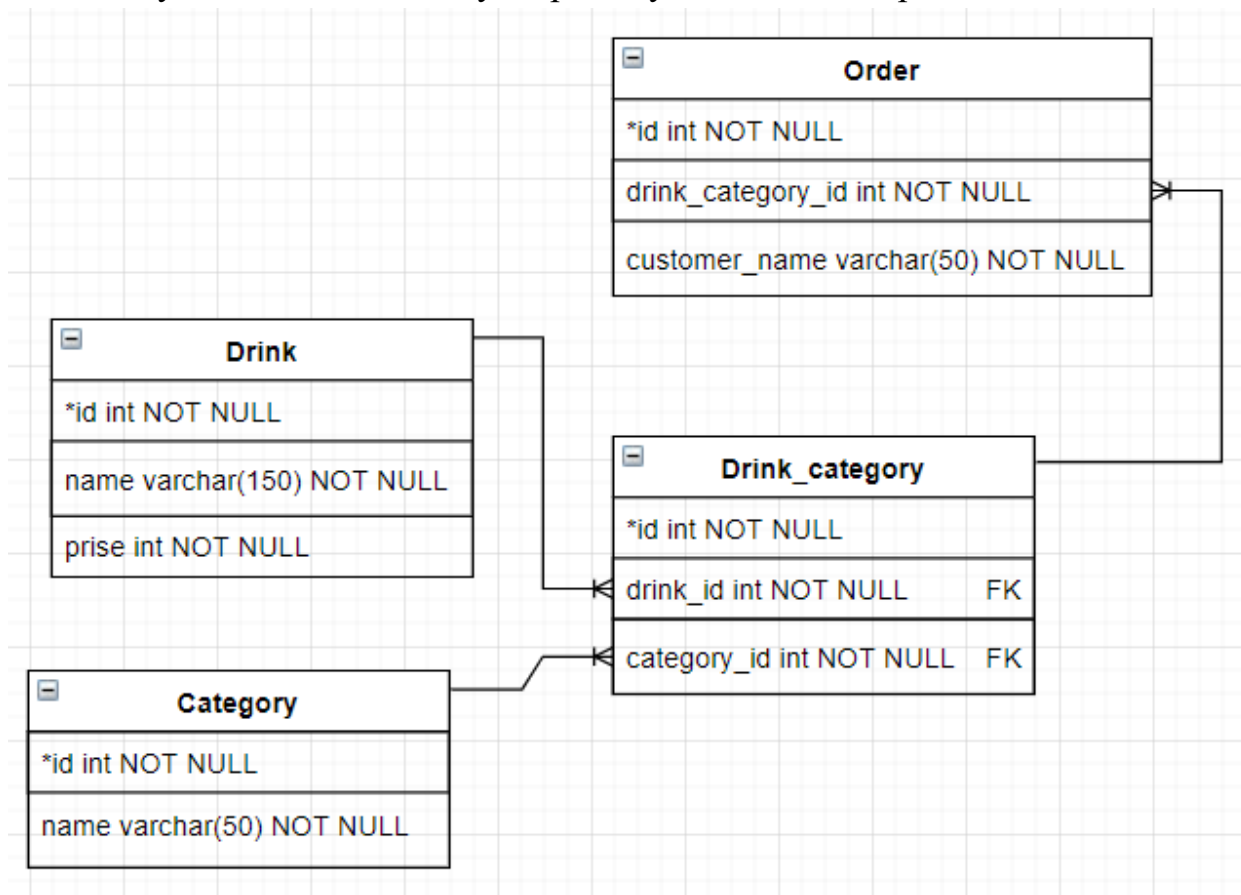 Order
*id int NOT NULL
drink_category_id int NOT NULL
customer_name varchar(50) NOT NULL
Drink
*id int NOT NULL
name varchar(150) NOT NULL
prise int NOT NULL
Drink_category
*id int NOT NULL
drink_id int NOT NULL FK
category_id int NOT NULL FK
Category
*id int NOT NULL
name varchar(50) NOT NULL